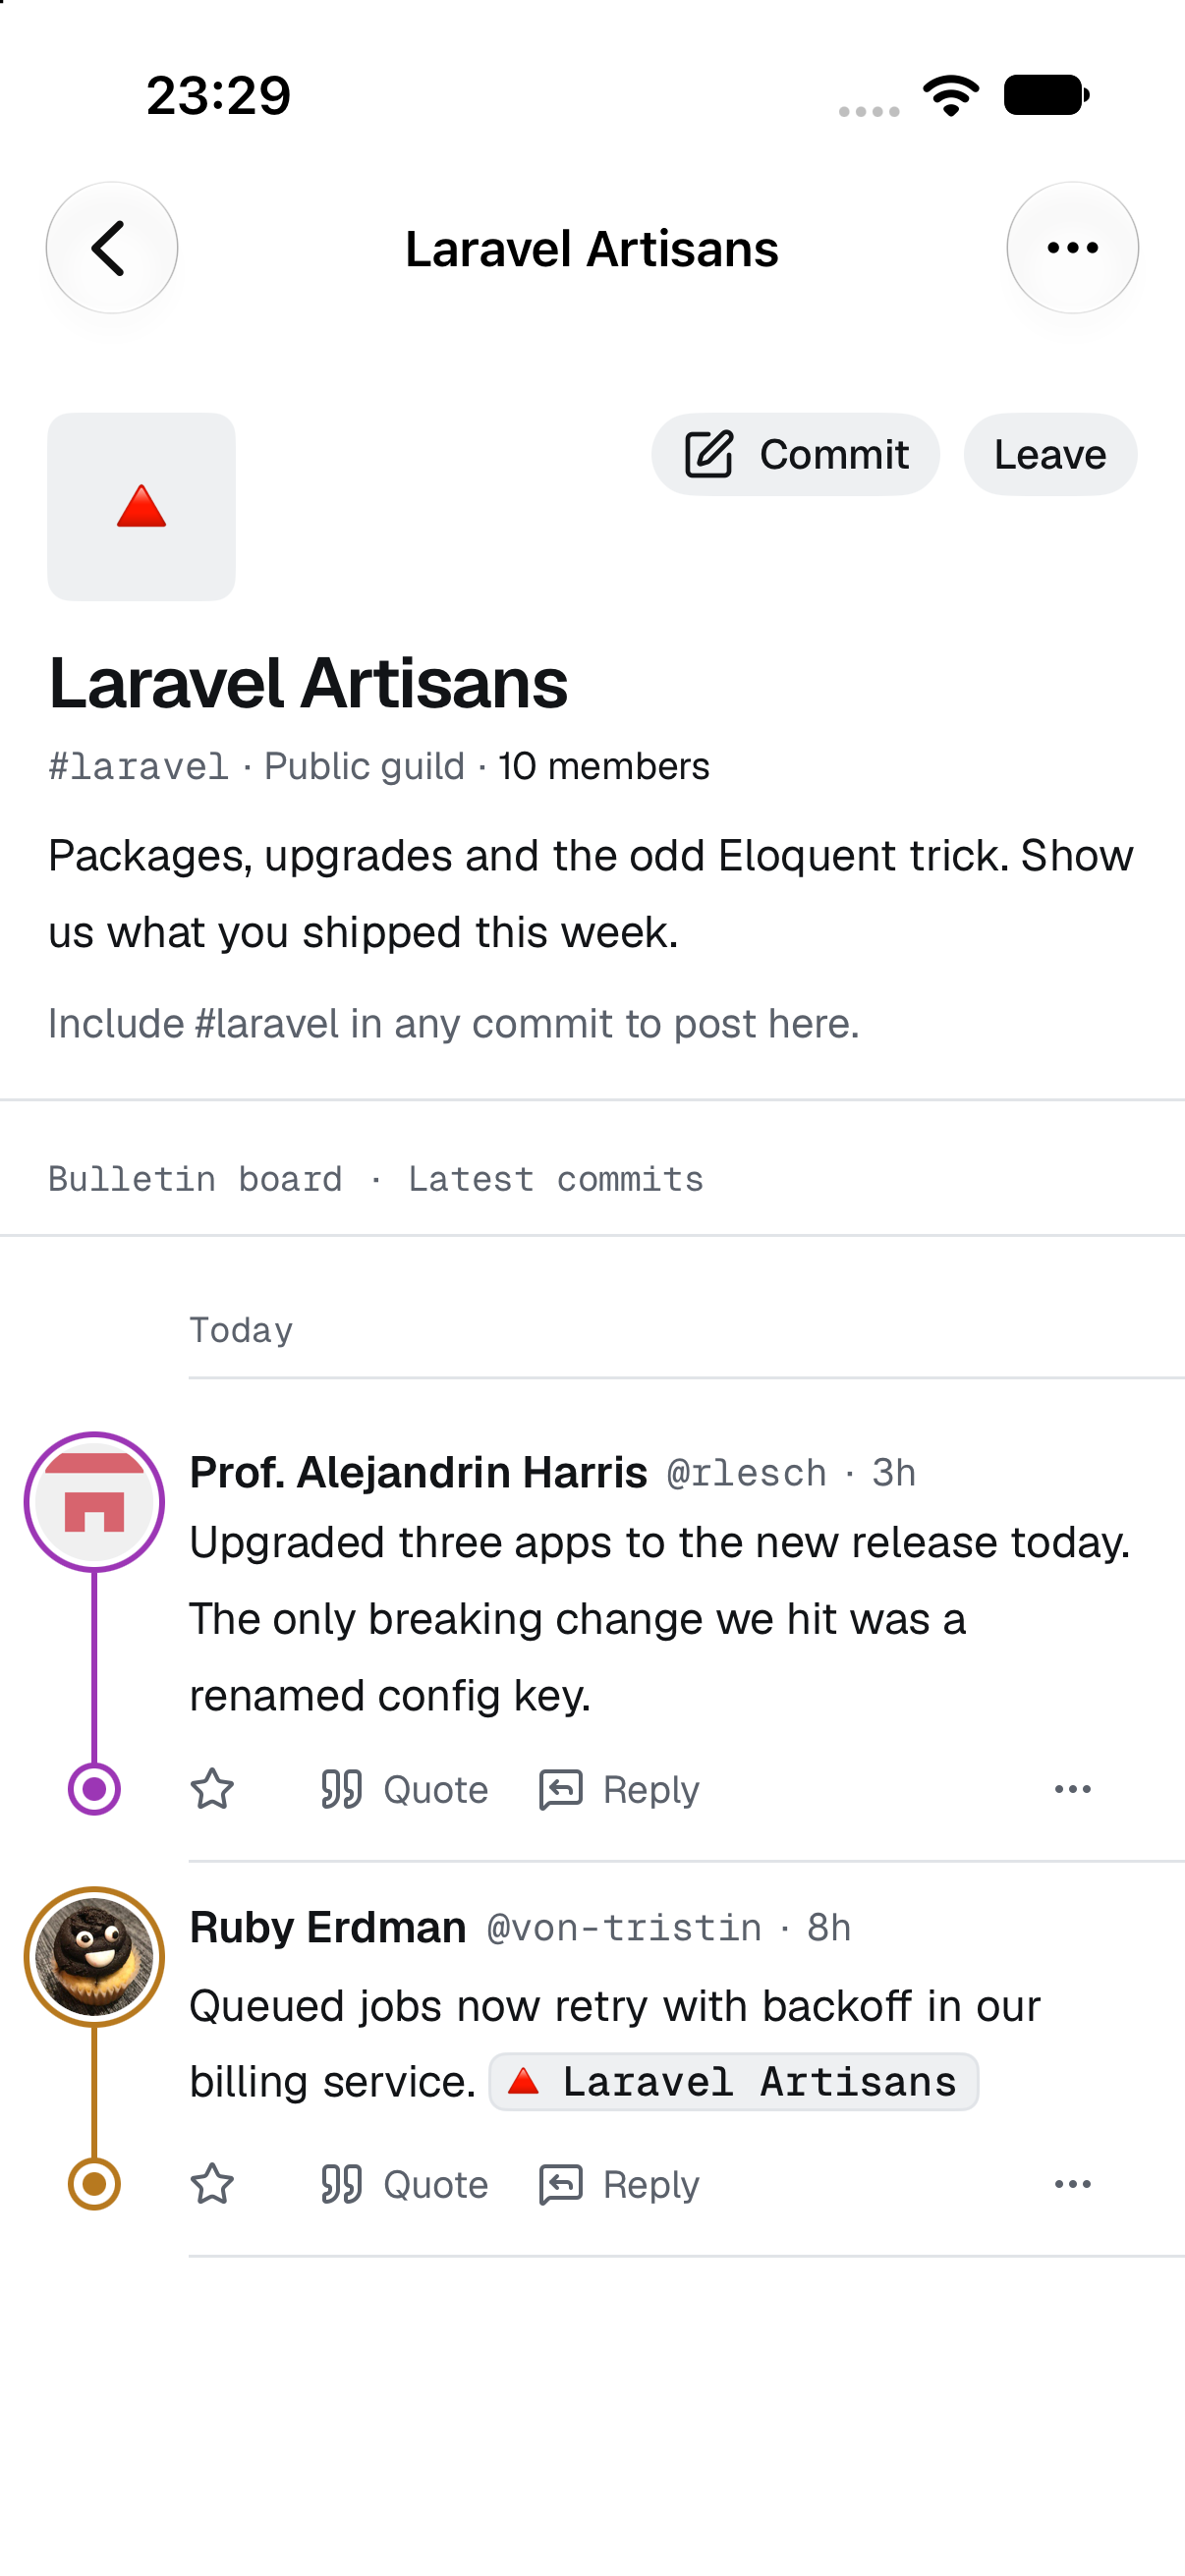 23:29
Laravel Artisans
Commit
Leave
Laravel Artisans
#laravel · Public guild · 10 members
Packages, upgrades and the odd Eloquent trick. Show
us what you shipped this week.
Include #laravel in any commit to post here.
Bulletin board · Latest commits
Today
Prof. Alejandrin Harris @rlesch · 3h
Upgraded three apps to the new release today.
The only breaking change we hit was a
renamed config key.
Quote Reply
Ruby Erdman @von-tristin · 8h
Queued jobs now retry with backoff in our
billing service. 🔺 Laravel Artisans
Quote Reply